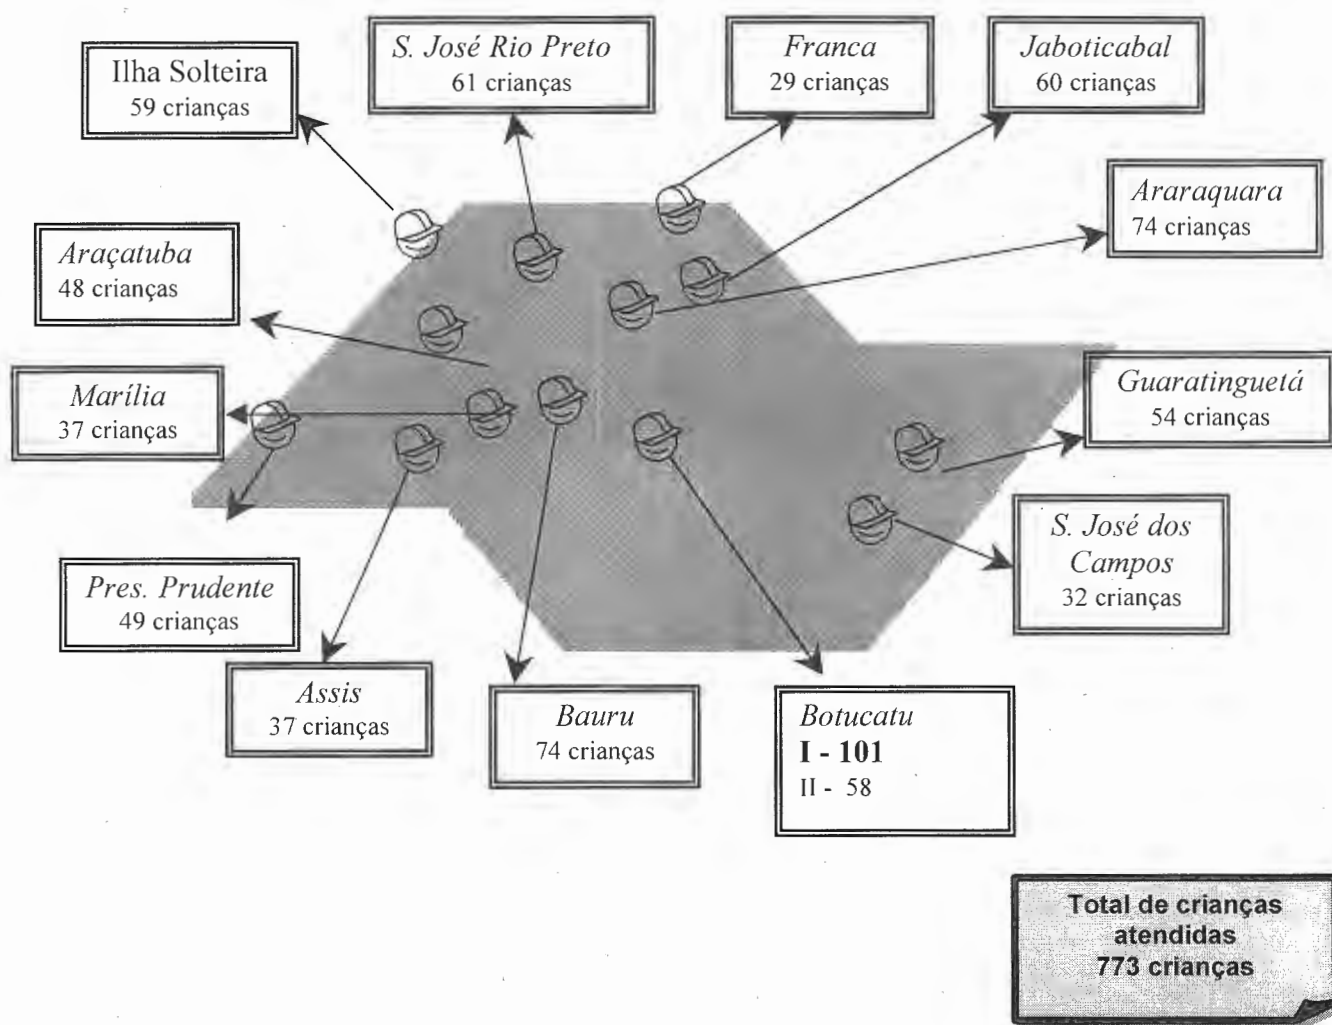 Ilha Solteira
59 crianças
S. José Rio Preto
61 crianças
Franca
29 crianças
Jaboticabal
60 crianças
Araraquara
74 crianças
Araçatuba
48 crianças
Marília
37 crianças
Guaratinguetá
54 crianças
S. José dos
Campos
32 crianças
Pres. Prudente
49 crianças
Assis
37 crianças
Bauru
74 crianças
Botucatu
I - 101
II - 58
Total de crianças
atendidas
773 crianças